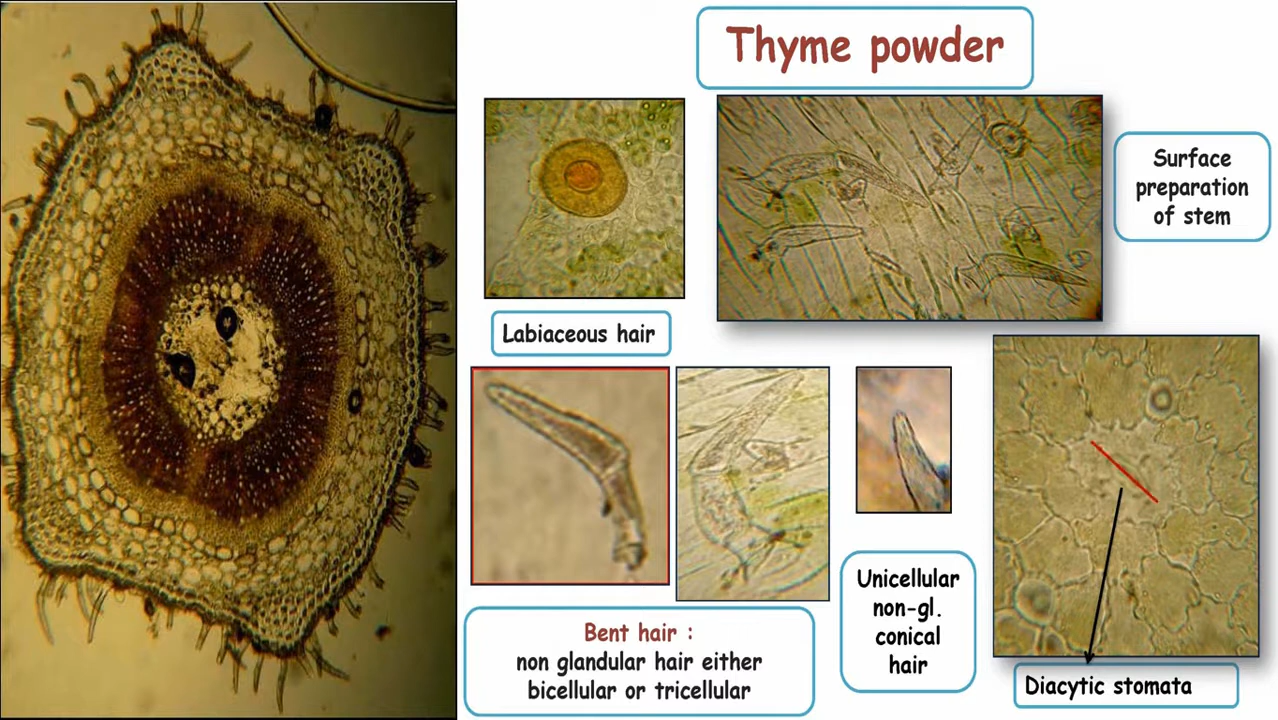 Thyme powder
Surface
preparation
of stem
Labiaceous hair
Bent hair :
non glandular hair either
bicellular or tricellular
Unicellular
non-gl.
conical
hair
Diacytic stomata